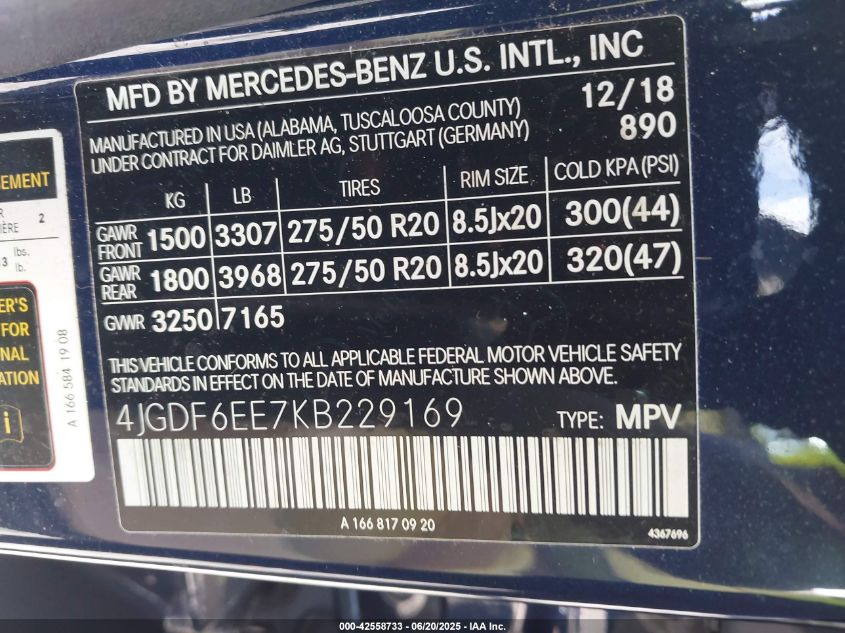 MFD BY MERCEDES-BENZ U.S. INTL., INC
MANUFACTURED IN USA (ALABAMA, TUSCALOOSA COUNTY) 12/18
UNDER CONTRACT FOR DAIMLER AG, STUTTGART (GERMANY) 890
KG LB TIRES RIM SIZE COLD KPA (PSI)
GAWR FRONT 1500 3307 275/50 R20 8.5Jx20 300(44)
GAWR REAR 1800 3968 275/50 R20 8.5Jx20 320(47)
GVWR 3250 7165
THIS VEHICLE CONFORMS TO ALL APPLICABLE FEDERAL MOTOR VEHICLE SAFETY
STANDARDS IN EFFECT ON THE DATE OF MANUFACTURE SHOWN ABOVE.
4JGDF6EE7KB229169 TYPE: MPV
A 166 817 09 20
4367696
EMENT
R
IÈRE 2
3 lbs.
lb.
ER'S
FOR
NAL
ATION
i
A 166 584 19 08
000-42558733 - 06/20/2025 - IAA Inc.